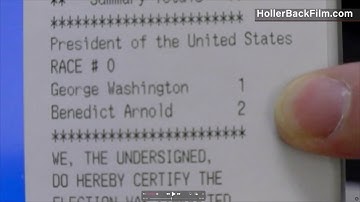 HollerBackFilm.com
** Summary Totals **
************************
President of the United States
RACE # 0
George Washington 1
Benedict Arnold 2
************************
WE, THE UNDERSIGNED,
DO HEREBY CERTIFY THE